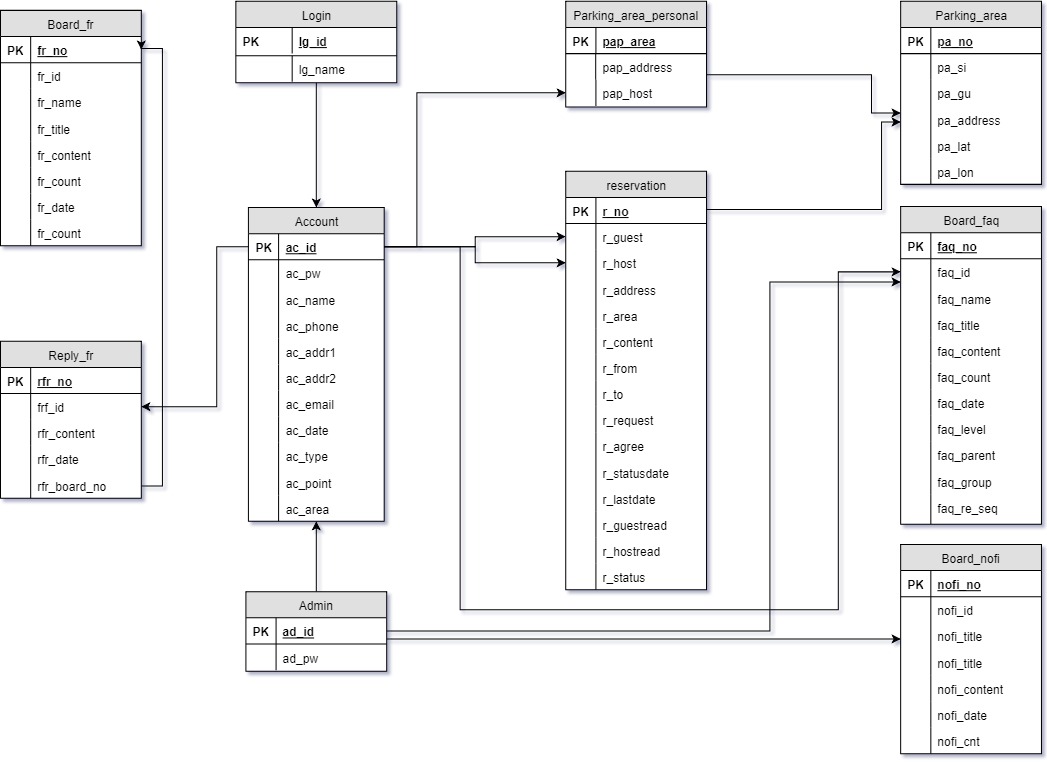 Board_fr
PK fr_no
fr_id
fr_name
fr_title
fr_content
fr_count
fr_date
fr_count
Login
PK lg_id
lg_name
Parking_area_personal
PK pap_area
pap_address
pap_host
Parking_area
PK pa_no
pa_si
pa_gu
pa_address
pa_lat
pa_lon
Account
PK ac_id
ac_pw
ac_name
ac_phone
ac_addr1
ac_addr2
ac_email
ac_date
ac_type
ac_point
ac_area
reservation
PK r_no
r_guest
r_host
r_address
r_area
r_content
r_from
r_to
r_request
r_agree
r_statusdate
r_lastdate
r_guestread
r_hostread
r_status
Board_faq
PK faq_no
faq_id
faq_name
faq_title
faq_content
faq_count
faq_date
faq_level
faq_parent
faq_group
faq_re_seq
Reply_fr
PK rfr_no
frf_id
rfr_content
rfr_date
rfr_board_no
Admin
PK ad_id
ad_pw
Board_nofi
PK nofi_no
nofi_id
nofi_title
nofi_title
nofi_content
nofi_date
nofi_cnt